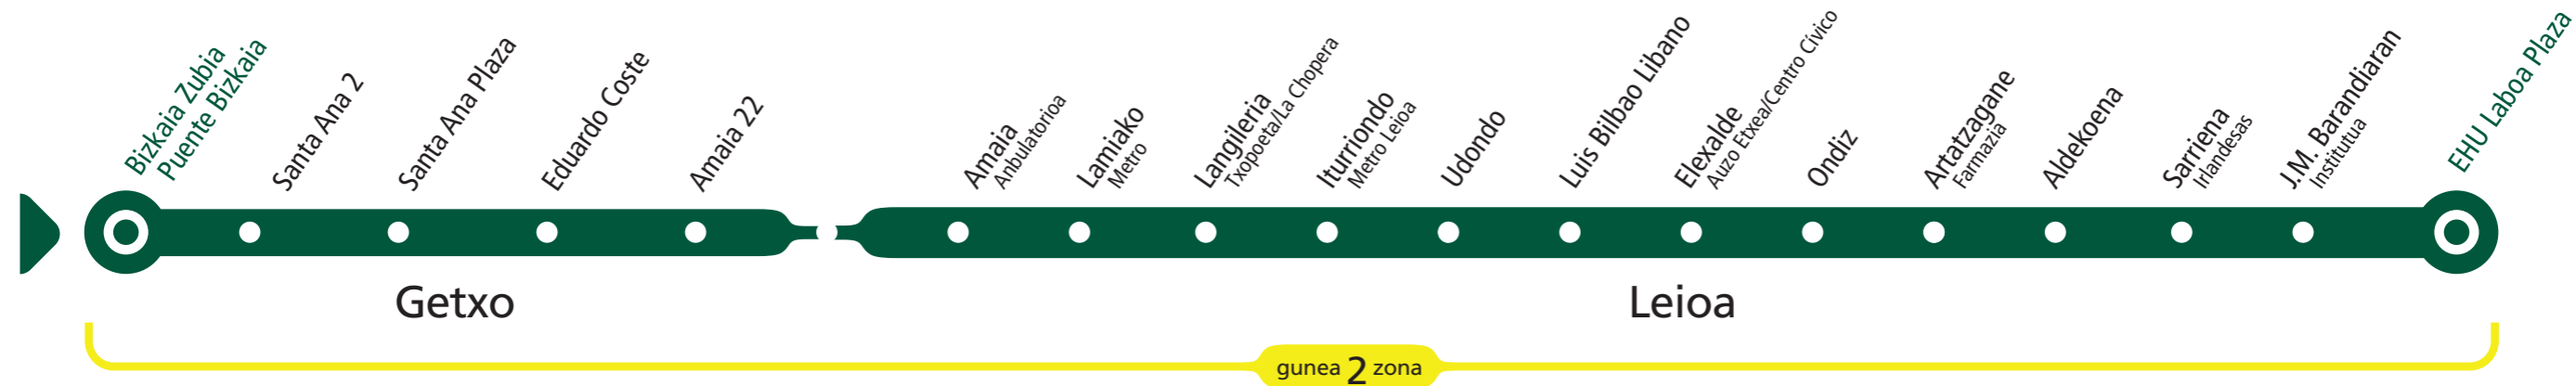 Bizkaia Zubia
Puente Bizkaia
Santa Ana 2
Santa Ana Plaza
Eduardo Coste
Amaia 22
Amaia
Anbulatorioa
Lamiako
Metro
Langileria
Txopoeta/La Chopera
Iturriondo
Metro Leioa
Udondo
Luis Bilbao Libano
Elexalde
Auzo Etxea/Centro Cívico
Ondiz
Artatzagane
Farmazia
Aldekoena
Sarriena
Irlandesas
J.M. Barandiaran
Institutua
EHU Laboa Plaza
Getxo
Leioa
gunea 2 zona